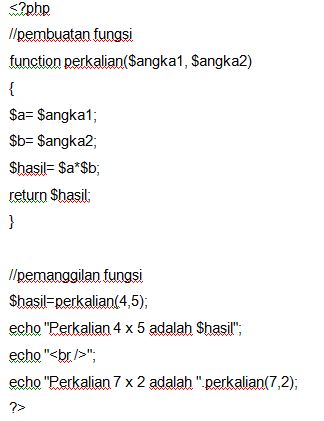 <?php
//pembuatan fungsi
function perkalian($angka1, $angka2)
{
$a= $angka1;
$b= $angka2;
$hasil= $a*$b;
return $hasil;
}
//pemanggilan fungsi
$hasil=perkalian(4,5);
echo "Perkalian 4 x 5 adalah $hasil";
echo "<br />";
echo "Perkalian 7 x 2 adalah ".perkalian(7,2);
?>